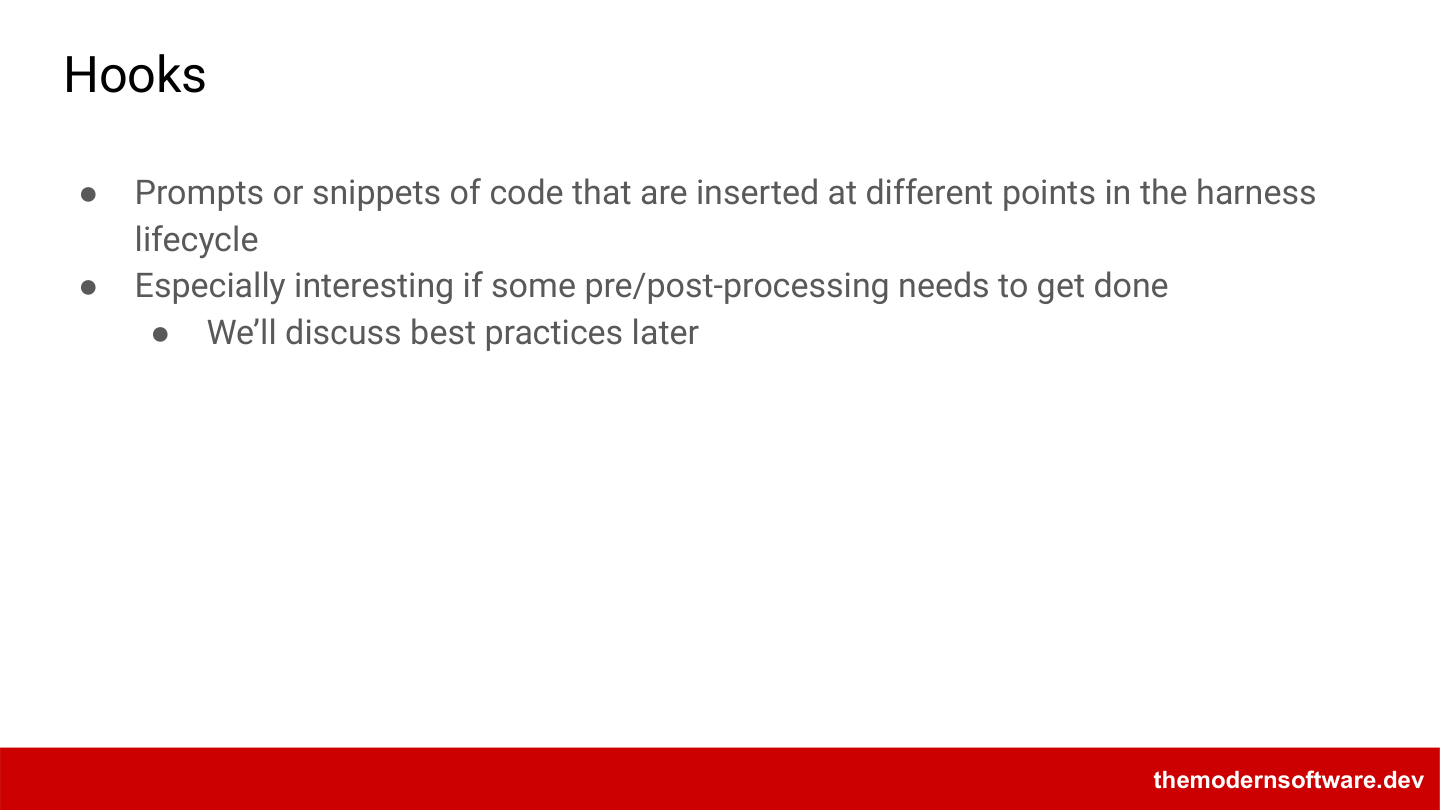 Hooks
● Prompts or snippets of code that are inserted at different points in the harness
lifecycle
● Especially interesting if some pre/post-processing needs to get done
● We’ll discuss best practices later
themodernsoftware.dev